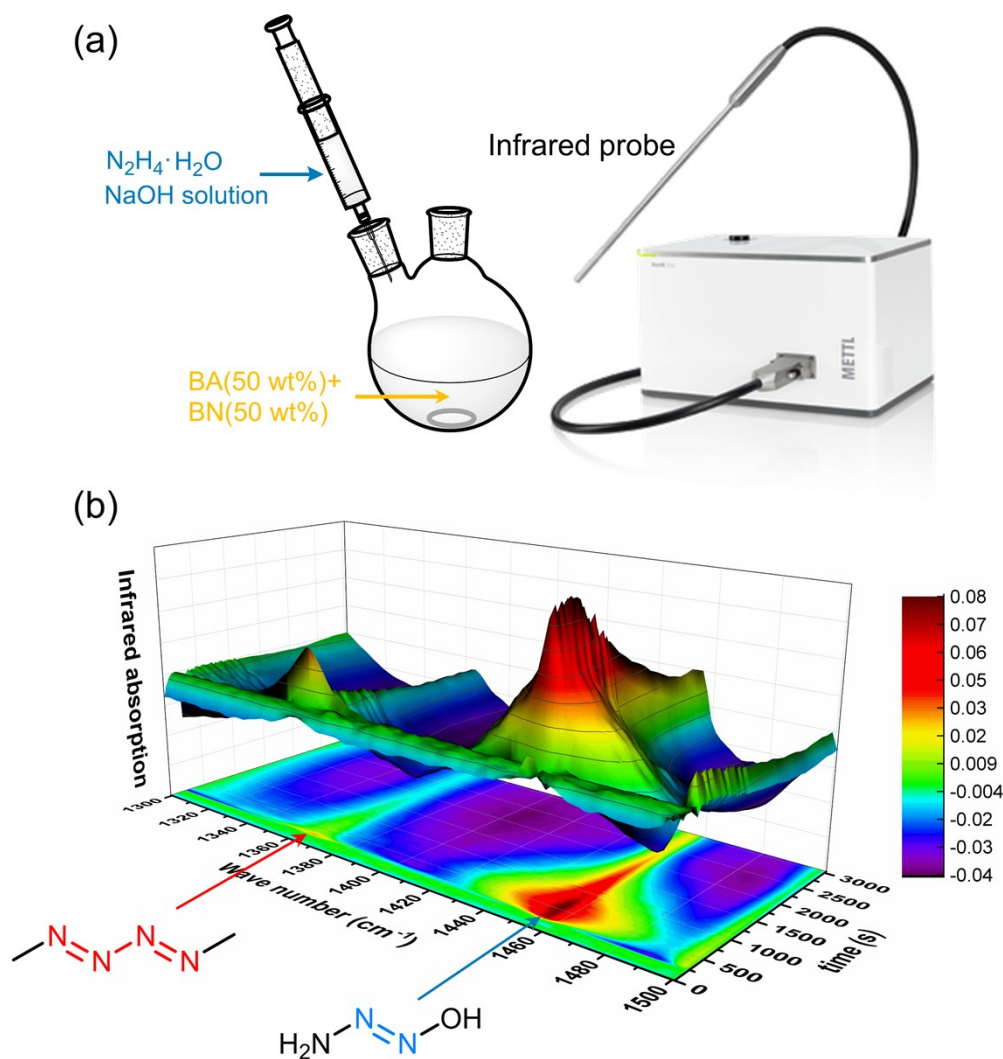 (a)
N₂H₄·H₂O
NaOH solution
Infrared probe
BA(50 wt%)+
BN(50 wt%)
METTL
(b)
Infrared absorption
0.08
0.07
0.05
0.04
0.03
0.02
0.009
-0.004
-0.02
-0.03
-0.04
1300
1320
1340
1360
1380
1400
1420
1440
1460
1480
1500
Wave number (cm⁻¹)
0
500
1000
1500
2000
2500
3000
time (s)
N N N N
H₂N N N OH